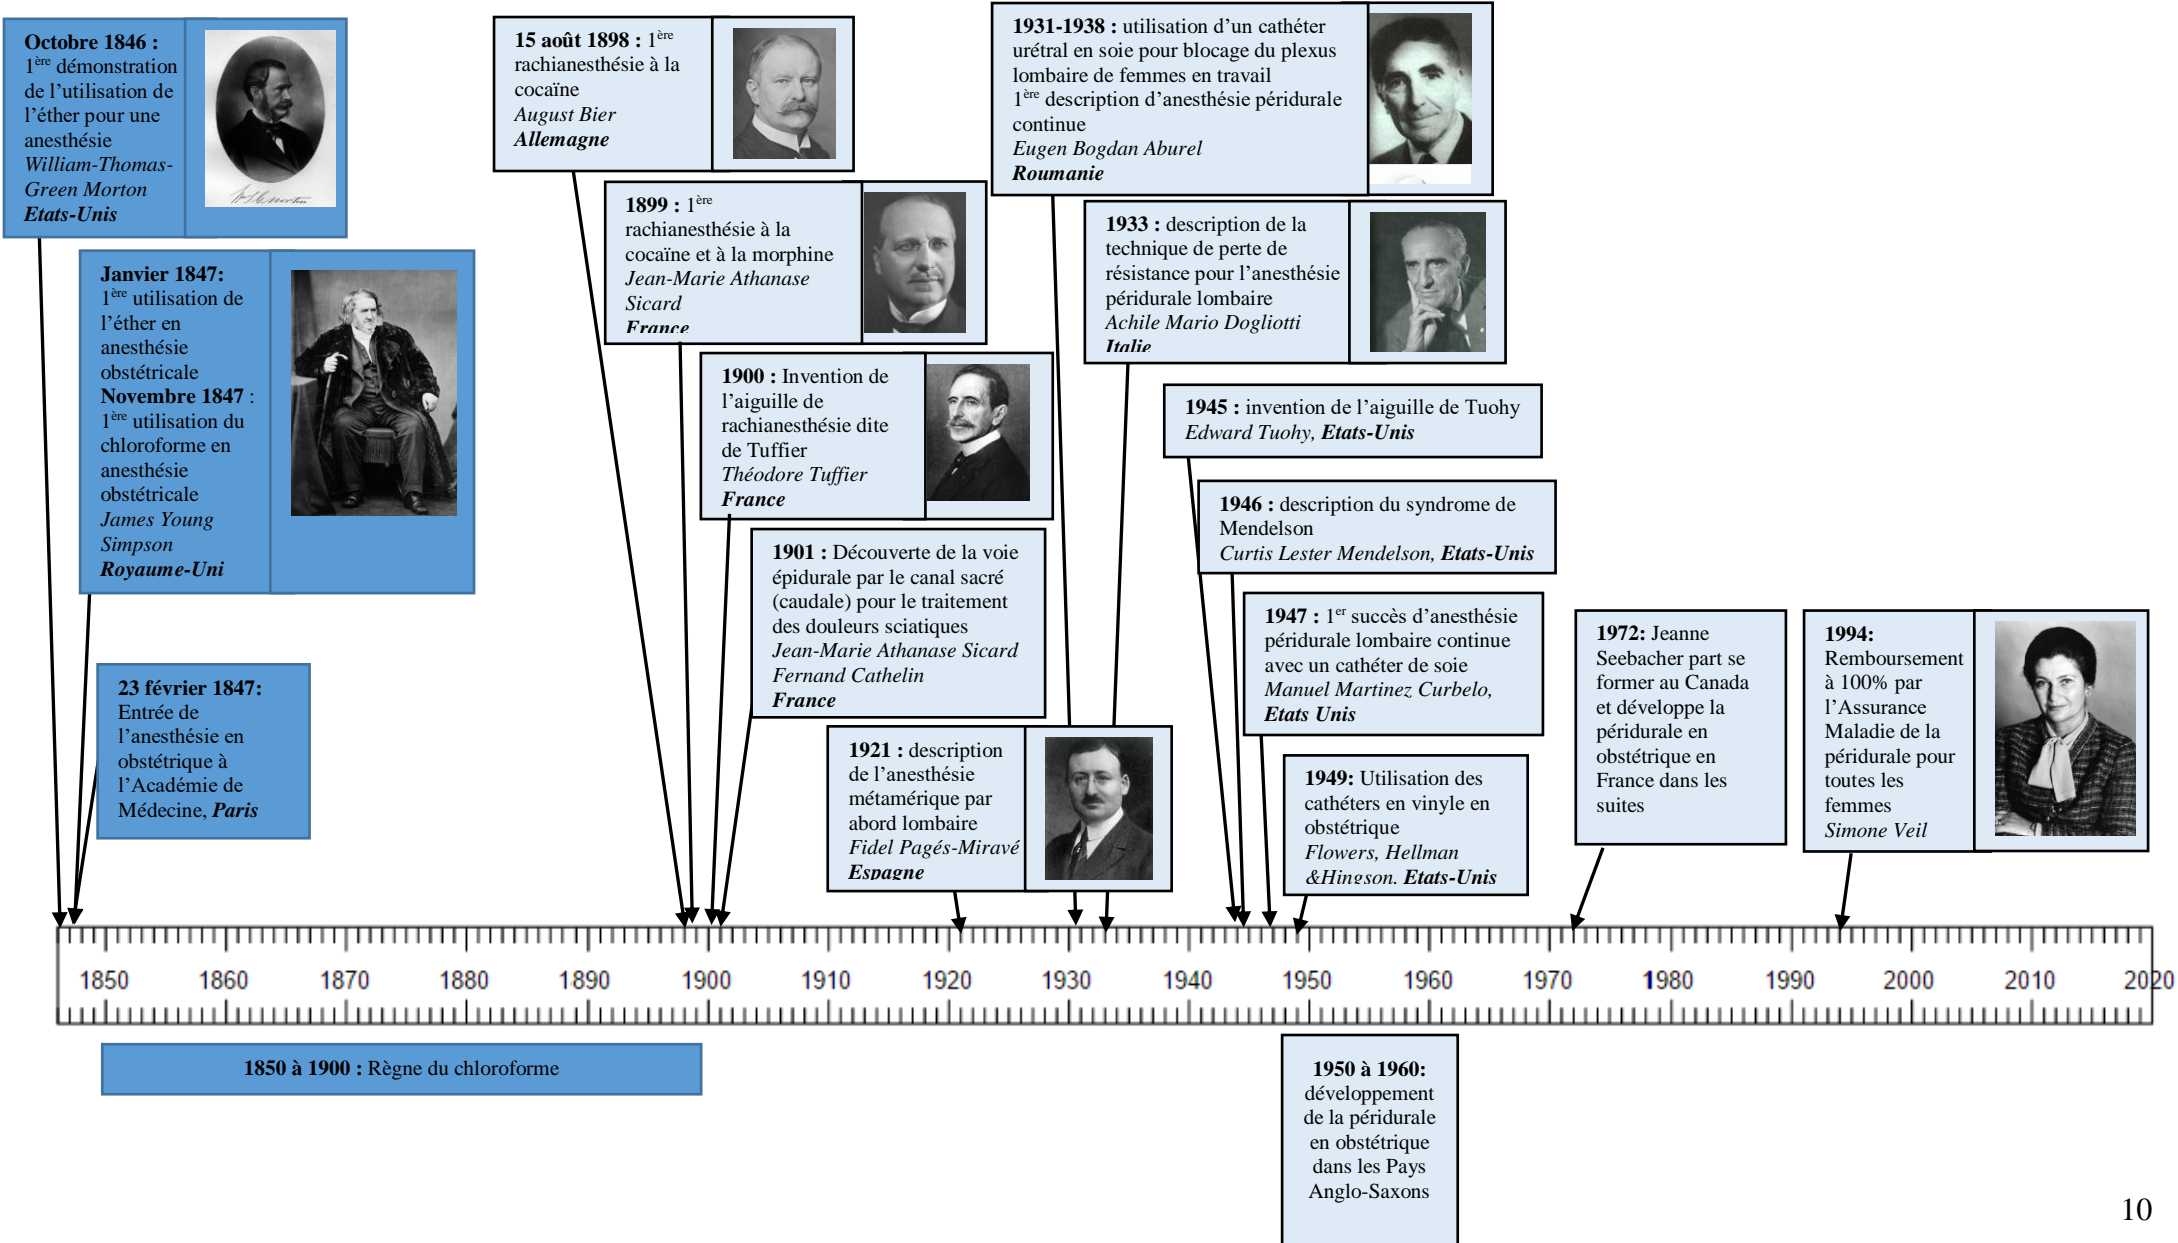 Octobre 1846 :
1ère démonstration
de l’utilisation de
l’éther pour une
anesthésie
William-Thomas-
Green Morton
Etats-Unis
Janvier 1847:
1ère utilisation de
l’éther en
anesthésie
obstétricale
Novembre 1847 :
1ère utilisation du
chloroforme en
anesthésie
obstétricale
James Young
Simpson
Royaume-Uni
23 février 1847:
Entrée de
l’anesthésie en
obstétrique à
l’Académie de
Médecine, Paris
15 août 1898 : 1ère
rachianesthésie à la
cocaïne
August Bier
Allemagne
1899 : 1ère
rachianesthésie à la
cocaïne et à la morphine
Jean-Marie Athanase
Sicard
France
1900 : Invention de
l’aiguille de
rachianesthésie dite
de Tuffier
Théodore Tuffier
France
1901 : Découverte de la voie
épidurale par le canal sacré
(caudale) pour le traitement
des douleurs sciatiques
Jean-Marie Athanase Sicard
Fernand Cathelin
France
1921 : description
de l’anesthésie
métamérique par
abord lombaire
Fidel Pagés-Miravé
Espagne
1931-1938 : utilisation d’un cathéter
urétral en soie pour blocage du plexus
lombaire de femmes en travail
1ère description d’anesthésie péridurale
continue
Eugen Bogdan Aburel
Roumanie
1933 : description de la
technique de perte de
résistance pour l’anesthésie
péridurale lombaire
Achile Mario Dogliotti
Italie
1945 : invention de l’aiguille de Tuohy
Edward Tuohy, Etats-Unis
1946 : description du syndrome de
Mendelson
Curtis Lester Mendelson, Etats-Unis
1947 : 1er succès d’anesthésie
péridurale lombaire continue
avec un cathéter de soie
Manuel Martinez Curbelo,
Etats Unis
1949: Utilisation des
cathéters en vinyle en
obstétrique
Flowers, Hellman
&Hingson, Etats-Unis
1972: Jeanne
Seebacher part se
former au Canada
et développe la
péridurale en
obstétrique en
France dans les
suites
1994:
Remboursement
à 100% par
l’Assurance
Maladie de la
péridurale pour
toutes les
femmes
Simone Veil
1850 1860 1870 1880 1890 1900 1910 1920 1930 1940 1950 1960 1970 1980 1990 2000 2010 2020
1850 à 1900 : Règne du chloroforme
1950 à 1960:
développement
de la péridurale
en obstétrique
dans les Pays
Anglo-Saxons
10